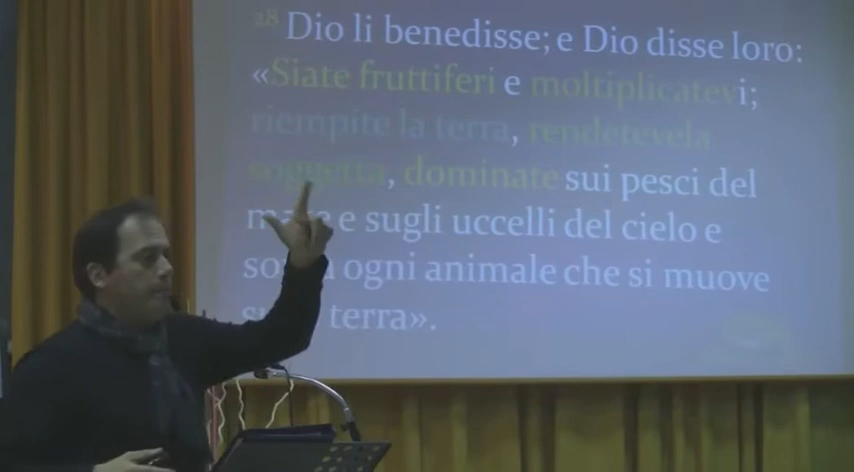 28 Dio li benedisse; e Dio disse loro:
«Siate fruttiferi e moltiplicatevi;
riempite la terra, rendetevela
soggetta, dominate sui pesci del
mare e sugli uccelli del cielo e
ogni animale che si muove
terra».